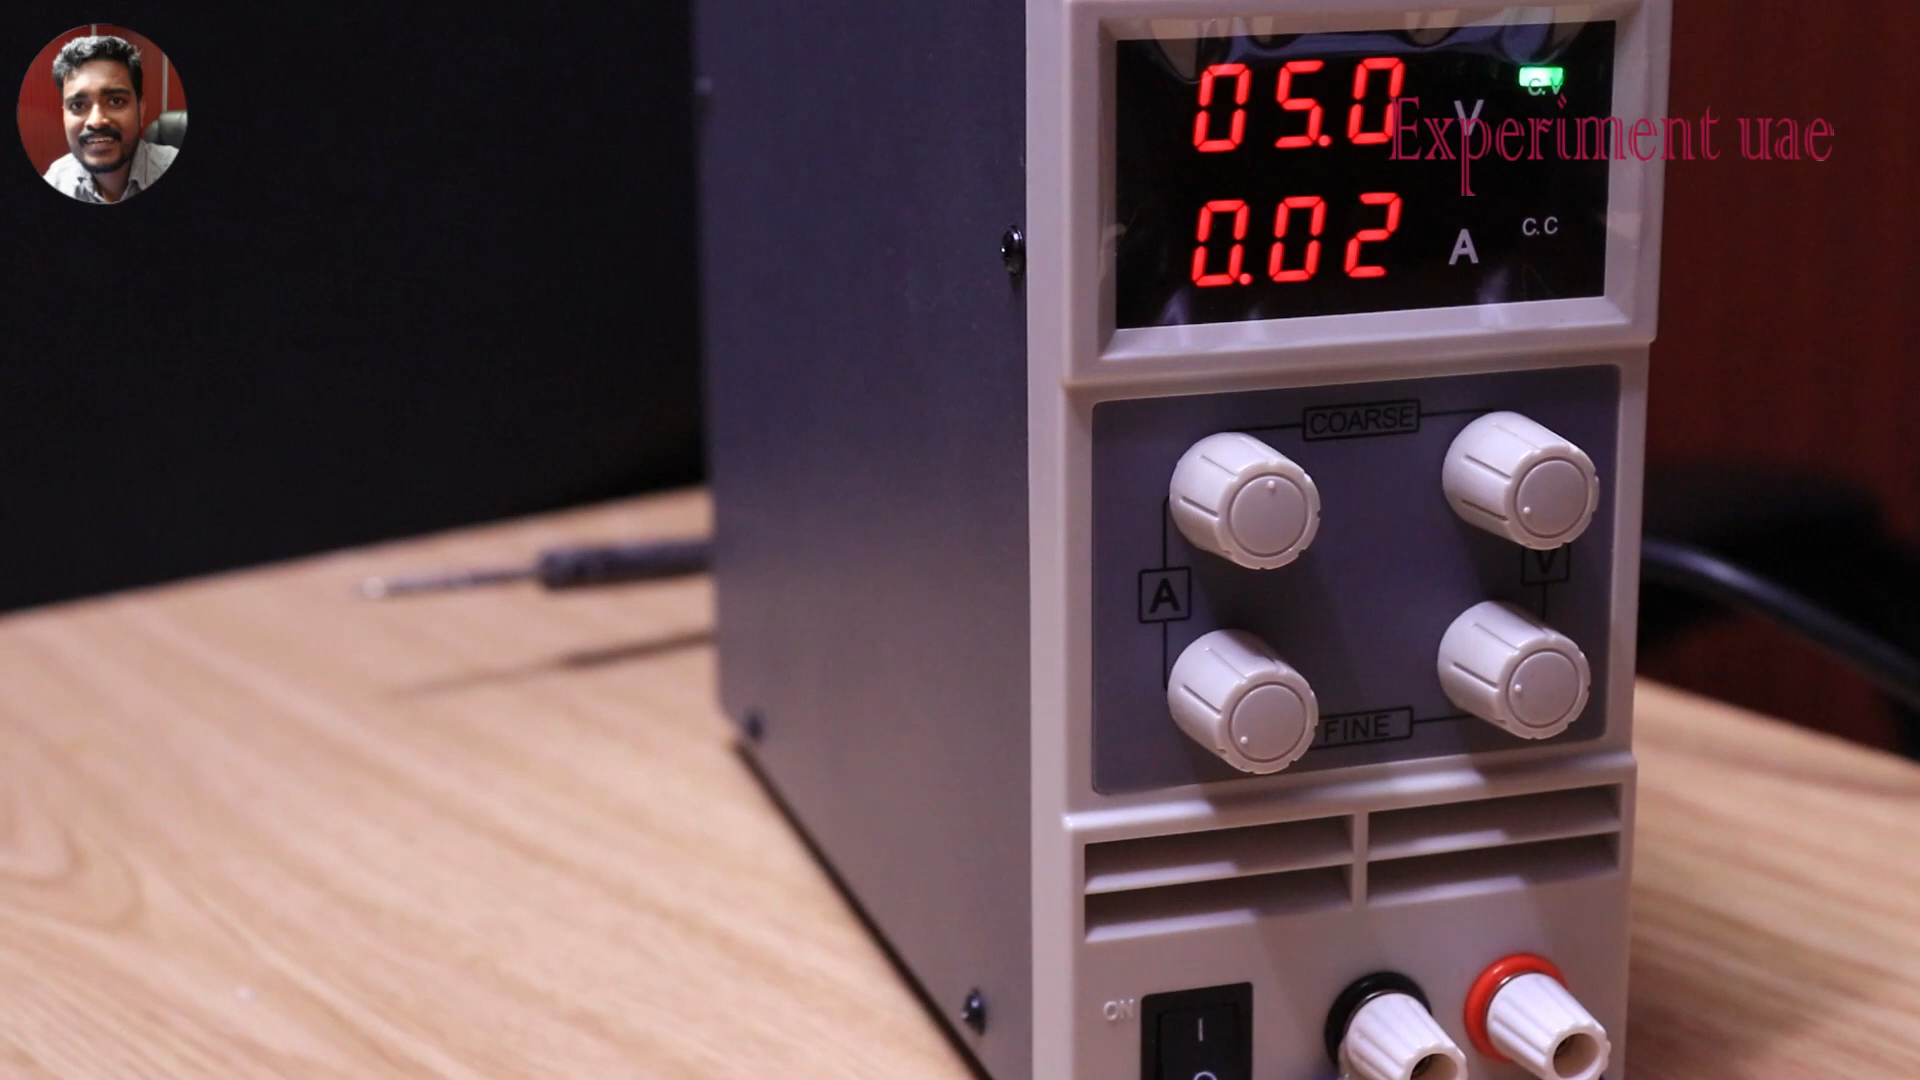 05.0 V C.V
Experiment uae
0.02 A C.C
COARSE
A V
FINE
ON